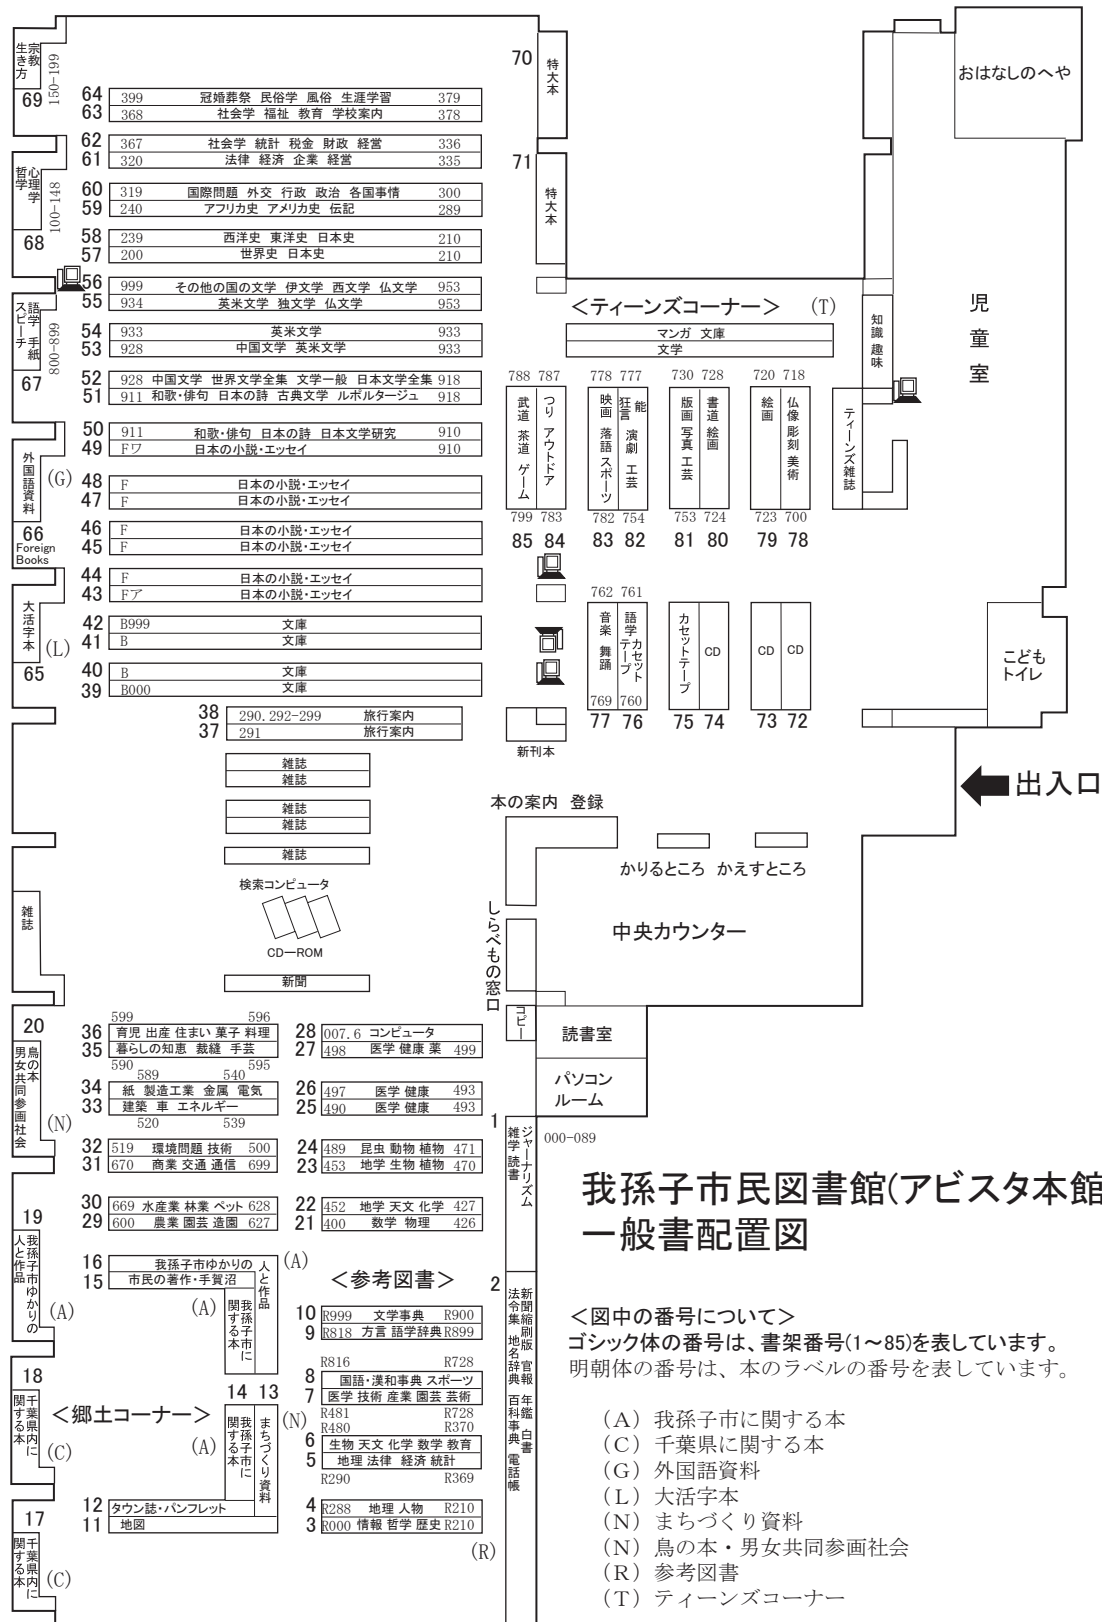 宗教
生き方
150-199
69
64 399 冠婚葬祭 民俗学 風俗 生涯学習 379
63 368 社会学 福祉 教育 学校案内 378
62 367 社会学 統計 税金 財政 経営 336
61 320 法律 経済 企業 経営 335
心理学
哲学
100-148
68
60 319 国際問題 外交 行政 政治 各国事情 300
59 240 アフリカ史 アメリカ史 伝記 289
58 239 西洋史 東洋史 日本史 210
57 200 世界史 日本史 210
56 999 その他の国の文学 伊文学 西文学 仏文学 953
55 934 英米文学 独文学 仏文学 953
語学 手紙
スピーチ
800-899
67
54 933 英米文学 933
53 928 中国文学 英米文学 933
52 928 中国文学 世界文学全集 文学一般 日本文学全集 918
51 911 和歌・俳句 日本の詩 古典文学 ルポルタージュ 918
50 911 和歌・俳句 日本の詩 日本文学研究 910
49 Fワ 日本の小説・エッセイ 910
外国語資料
(G)
66
Foreign
Books
48 F 日本の小説・エッセイ
47 F 日本の小説・エッセイ
46 F 日本の小説・エッセイ
45 F 日本の小説・エッセイ
44 F 日本の小説・エッセイ
43 Fア 日本の小説・エッセイ
大活字本
(L)
65
42 B999 文庫
41 B 文庫
40 B 文庫
39 B000 文庫
38 290.292-299 旅行案内
37 291 旅行案内
雑誌
雑誌
雑誌
雑誌
雑誌
検索コンピュータ
CD―ROM
新聞
雑誌
70
特大本
71
特大本
おはなしのへや
児童室
<ティーンズコーナー> (T)
マンガ 文庫
文学
知識 趣味
ティーンズ雑誌
788 787
武道 茶道 ゲーム
つり アウトドア
799 783
85 84
778 777
映画 落語 スポーツ
能
狂言 演劇 工芸
782 754
83 82
730 728
版画 写真 工芸
書道 絵画
753 724
81 80
720 718
絵画
仏像 彫刻 美術
723 700
79 78
762 761
音楽 舞踊
語学カセット
テープ
769 760
77 76
カセットテープ
CD
75 74
CD CD
73 72
こども
トイレ
新刊本
出入口
本の案内 登録
かりるところ かえすところ
中央カウンター
しらべもの窓口
コピー
読書室
パソコン
ルーム
20
鳥の本
男女共同参画社会
(N)
599 596
36 育児 出産 住まい 菓子 料理
35 暮らしの知恵 裁縫 手芸
590 595
589 540
34 紙 製造工業 金属 電気
33 建築 車 エネルギー
520 539
32 519 環境問題 技術 500
31 670 商業 交通 通信 699
30 669 水産業 林業 ペット 628
29 600 農業 園芸 造園 627
28 007.6 コンピュータ
27 498 医学 健康 薬 499
26 497 医学 健康 493
25 490 医学 健康 493
24 489 昆虫 動物 植物 471
23 453 地学 生物 植物 470
22 452 地学 天文 化学 427
21 400 数学 物理 426
1
ジャーナリズム
雑学 読書
000-089
2
新聞縮刷版 官報 年鑑 白書
法令集 地名辞典 百科事典 電話帳
19
我孫子市ゆかりの
人と作品
(A)
16 我孫子市ゆかりの
人と作品
(A)
15 市民の著作・手賀沼
(A)
我孫子市に
関する本
14 13
(N)
我孫子市に
関する本
(A)
まちづくり資料
<郷土コーナー>
18
千葉県内に
関する本
(C)
17
千葉県内に
関する本
(C)
12 タウン誌・パンフレット
11 地図
<参考図書>
10 R999 文学事典 R900
9 R818 方言 語学辞典 R899
R816 R728
8 国語・漢和事典 スポーツ
7 医学 技術 産業 園芸 芸術
R481 R728
R480 R370
6 生物 天文 化学 数学 教育
5 地理 法律 経済 統計
R290 R369
4 R288 地理 人物 R210
3 R000 情報 哲学 歴史 R210
(R)
我孫子市民図書館(アビスタ本館
一般書配置図
<図中の番号について>
ゴシック体の番号は、書架番号(1~85)を表しています。
明朝体の番号は、本のラベルの番号を表しています。
(A)我孫子市に関する本
(C)千葉県に関する本
(G)外国語資料
(L)大活字本
(N)まちづくり資料
(N)鳥の本・男女共同参画社会
(R)参考図書
(T)ティーンズコーナー